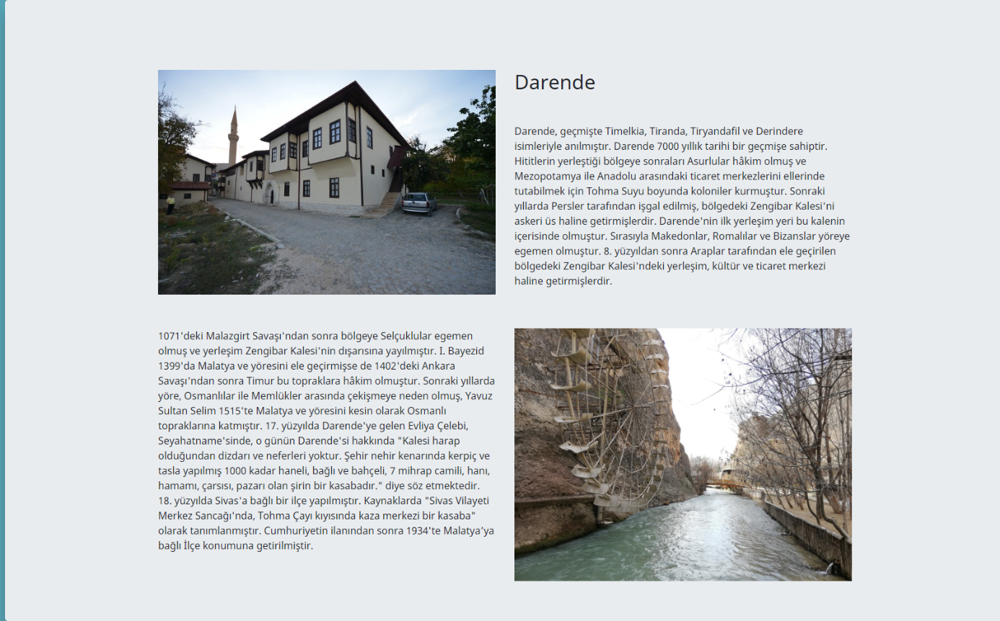 Darende
Darende, geçmişte Timelkia, Tiranda, Tiryandafil ve Derindere
isimleriyle anılmıştır. Darende 7000 yıllık tarihi bir geçmişe sahiptir.
Hititlerin yerleştiği bölgeye sonraları Asurlular hâkim olmuş ve
Mezopotamya ile Anadolu arasındaki ticaret merkezlerini ellerinde
tutabilmek için Tohma Suyu boyunda koloniler kurmuştur. Sonraki
yıllarda Persler tarafından işgal edilmiş, bölgedeki Zengibar Kalesi'ni
askeri üs haline getirmişlerdir. Darende'nin ilk yerleşim yeri bu kalenin
içerisinde olmuştur. Sırasıyla Makedonlar, Romalılar ve Bizanslar yöreye
egemen olmuştur. 8. yüzyıldan sonra Araplar tarafından ele geçirilen
bölgedeki Zengibar Kalesi'ndeki yerleşim, kültür ve ticaret merkezi
haline getirmişlerdir.
1071'deki Malazgirt Savaşı'ndan sonra bölgeye Selçuklular egemen
olmuş ve yerleşim Zengibar Kalesi'nin dışarısına yayılmıştır. I. Bayezid
1399'da Malatya ve yöresini ele geçirmişse de 1402'deki Ankara
Savaşı'ndan sonra Timur bu topraklara hâkim olmuştur. Sonraki yıllarda
yöre, Osmanlılar ile Memlükler arasında çekişmeye neden olmuş, Yavuz
Sultan Selim 1515'te Malatya ve yöresini kesin olarak Osmanlı
topraklarına katmıştır. 17. yüzyılda Darende'ye gelen Evliya Çelebi,
Seyahatname'sinde, o günün Darende'si hakkında "Kalesi harap
olduğundan dizdarı ve neferleri yoktur. Şehir nehir kenarında kerpiç ve
tasla yapılmış 1000 kadar haneli, bağlı ve bahçeli, 7 mihrap camili, hanı,
hamamı, çarsısı, pazarı olan şirin bir kasabadır." diye söz etmektedir.
18. yüzyılda Sivas'a bağlı bir ilçe yapılmıştır. Kaynaklarda "Sivas Vilayeti
Merkez Sancağı'nda, Tohma Çayı kıyısında kaza merkezi bir kasaba"
olarak tanımlanmıştır. Cumhuriyetin ilanından sonra 1934'te Malatya’ya
bağlı İlçe konumuna getirilmiştir.